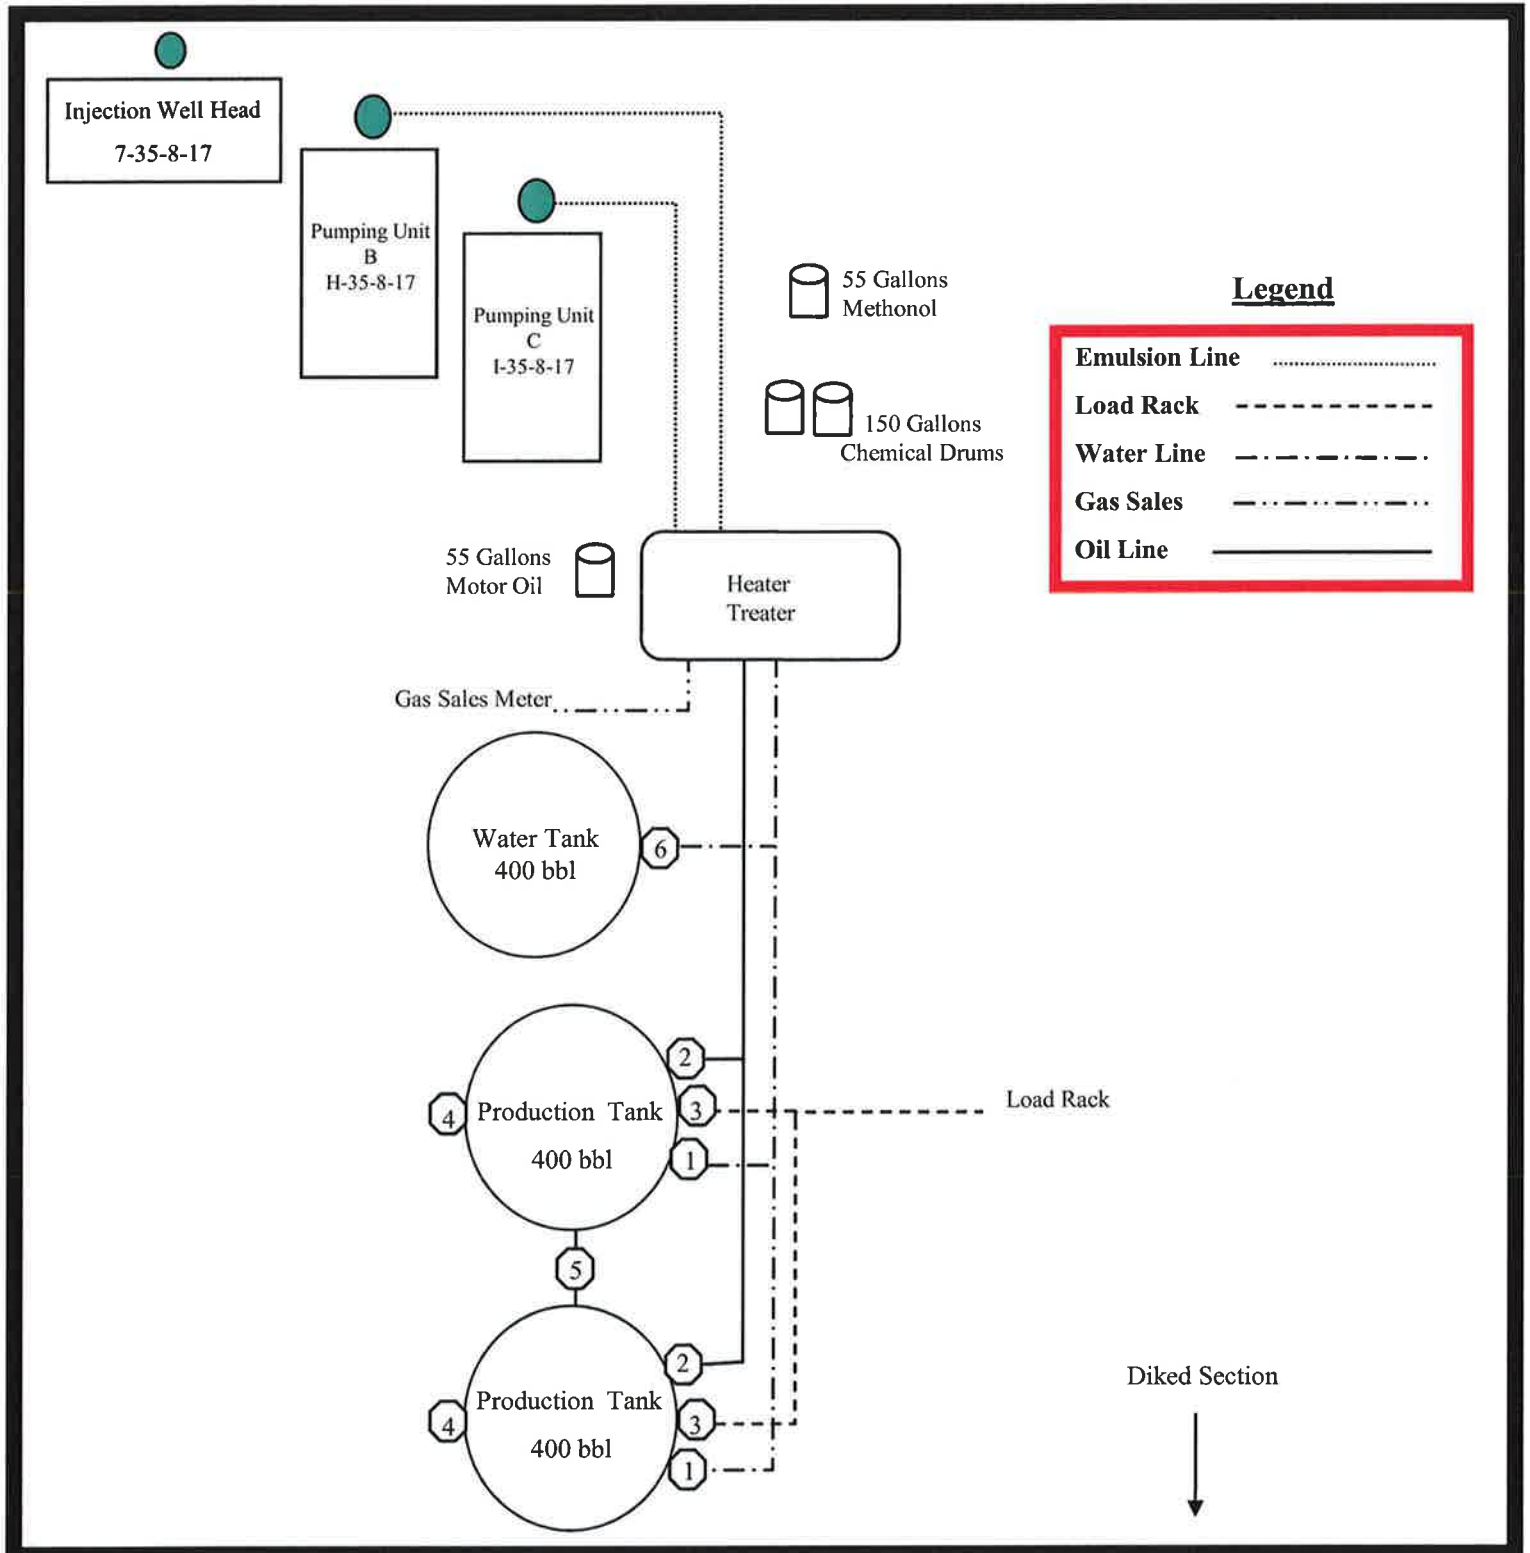 Injection Well Head
7-35-8-17
Pumping Unit
B
H-35-8-17
Pumping Unit
C
I-35-8-17
55 Gallons
Methonol
150 Gallons
Chemical Drums
Legend
Emulsion Line
Load Rack
Water Line
Gas Sales
Oil Line
55 Gallons
Motor Oil
Heater
Treater
Gas Sales Meter
Water Tank
400 bbl
6
2
4
Production Tank
3
400 bbl
1
Load Rack
5
2
4
Production Tank
3
400 bbl
1
Diked Section